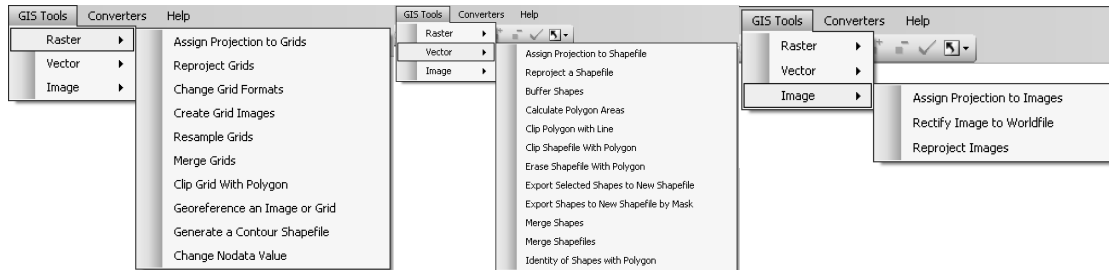 GIS Tools Converters Help
Raster
Vector
Image
Assign Projection to Grids
Reproject Grids
Change Grid Formats
Create Grid Images
Resample Grids
Merge Grids
Clip Grid With Polygon
Georeference an Image or Grid
Generate a Contour Shapefile
Change Nodata Value
GIS Tools Converters Help
Raster
Vector
Image
Assign Projection to Shapefile
Reproject a Shapefile
Buffer Shapes
Calculate Polygon Areas
Clip Polygon with Line
Clip Shapefile With Polygon
Erase Shapefile With Polygon
Export Selected Shapes to New Shapefile
Export Shapes to New Shapefile by Mask
Merge Shapes
Merge Shapefiles
Identity of Shapes with Polygon
GIS Tools Converters Help
Raster
Vector
Image
Assign Projection to Images
Rectify Image to Worldfile
Reproject Images